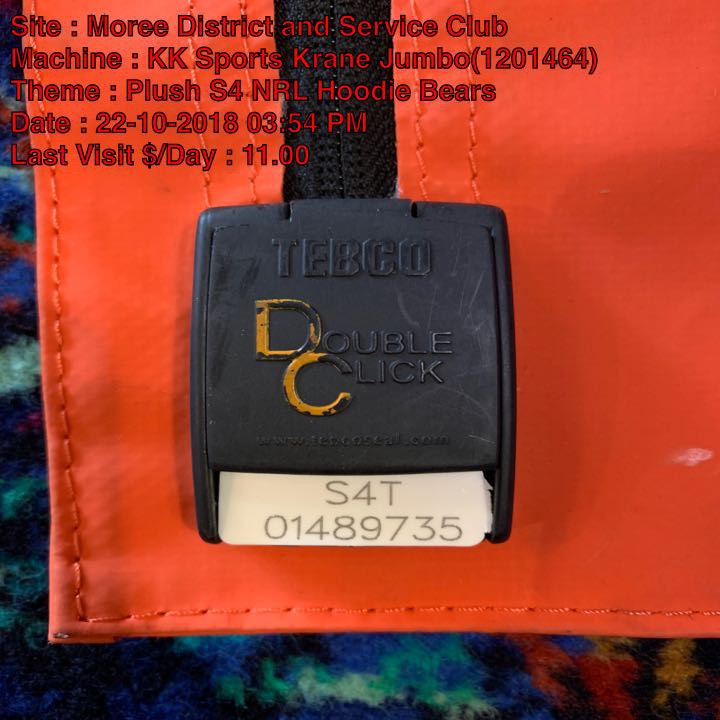 Site : Moree District and Service Club
Machine : KK Sports Krane Jumbo(1201464)
Theme : Plush S4 NRL Hoodie Bears
Date : 22-10-2018 03:54 PM
Last Visit $/Day : 11.00
TEBCO
DOUBLE
CLICK
www.tebcoseal.com
S4T
01489735